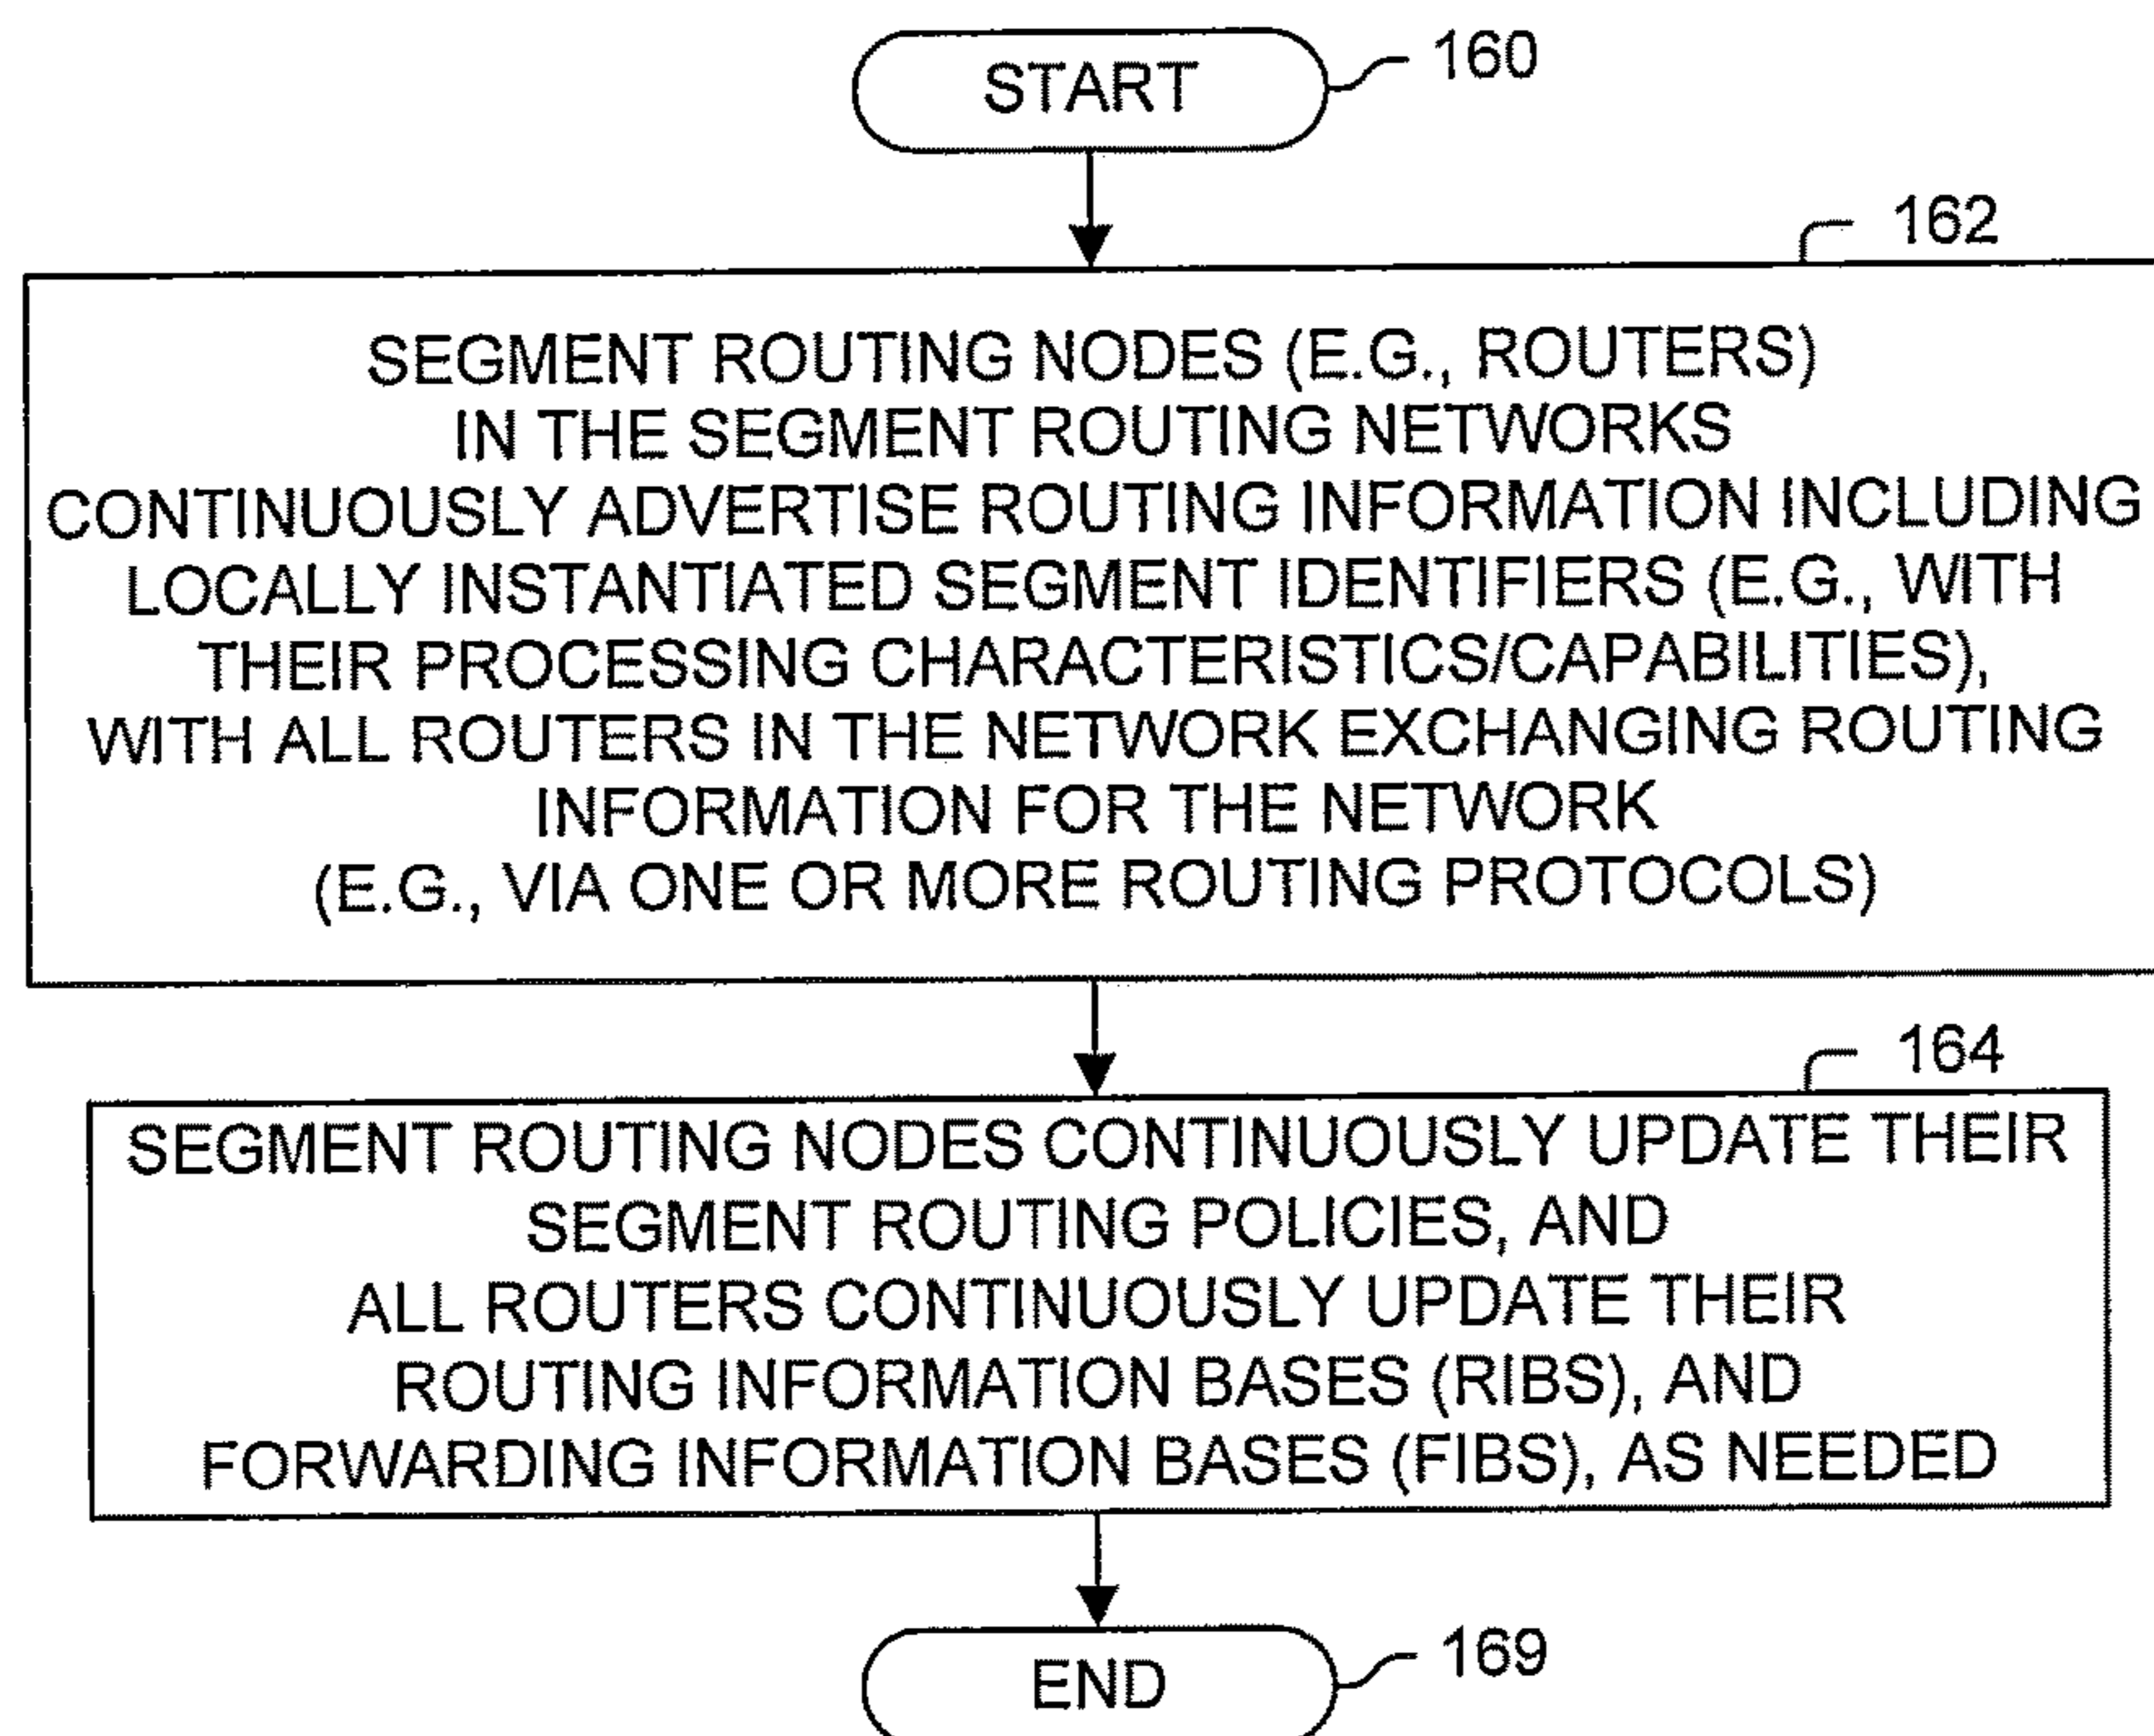 START
160
162
SEGMENT ROUTING NODES (E.G., ROUTERS)
IN THE SEGMENT ROUTING NETWORKS
CONTINUOUSLY ADVERTISE ROUTING INFORMATION INCLUDING
LOCALLY INSTANTIATED SEGMENT IDENTIFIERS (E.G., WITH
THEIR PROCESSING CHARACTERISTICS/CAPABILITIES),
WITH ALL ROUTERS IN THE NETWORK EXCHANGING ROUTING
INFORMATION FOR THE NETWORK
(E.G., VIA ONE OR MORE ROUTING PROTOCOLS)
164
SEGMENT ROUTING NODES CONTINUOUSLY UPDATE THEIR
SEGMENT ROUTING POLICIES, AND
ALL ROUTERS CONTINUOUSLY UPDATE THEIR
ROUTING INFORMATION BASES (RIBS), AND
FORWARDING INFORMATION BASES (FIBS), AS NEEDED
END
169